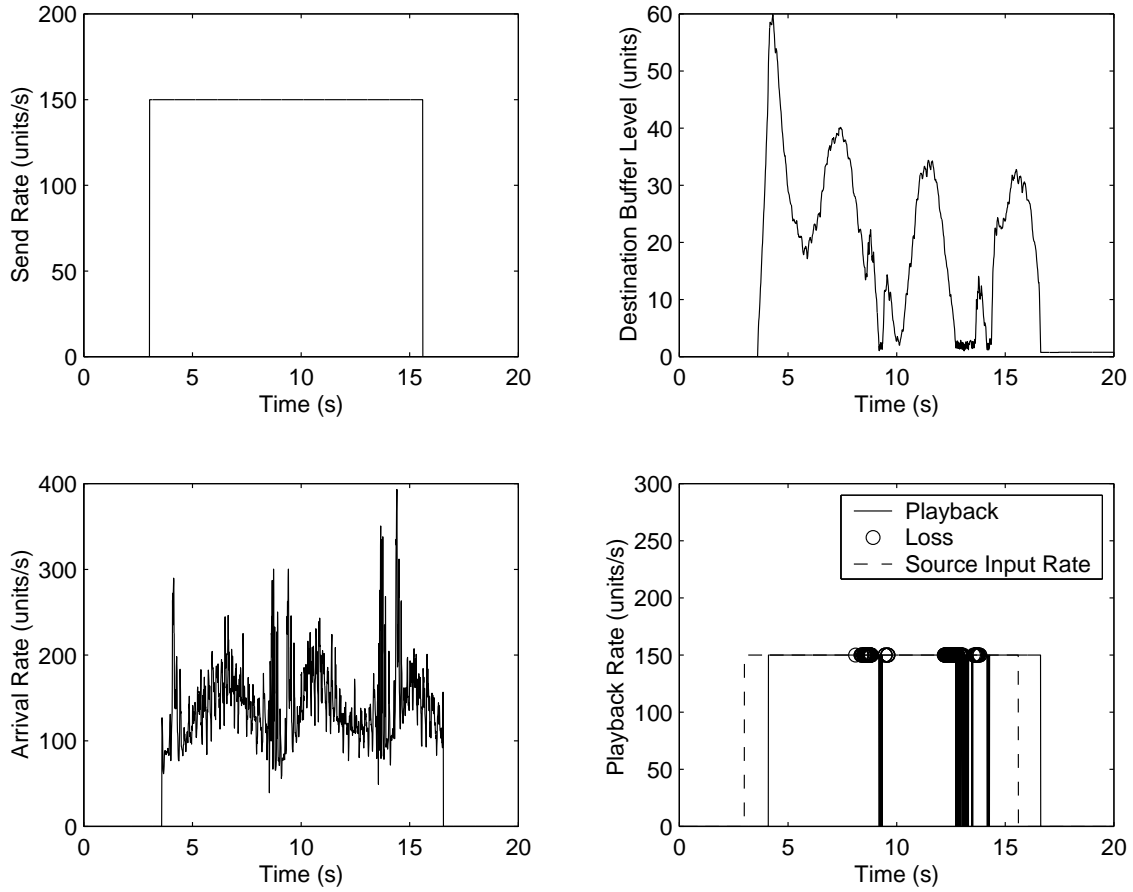 200
150
100
50
0
0 5 10 15 20
Time (s)
Send Rate (units/s)
60
50
40
30
20
10
0
0 5 10 15 20
Time (s)
Destination Buffer Level (units)
400
300
200
100
0
0 5 10 15 20
Time (s)
Arrival Rate (units/s)
300
250
200
150
100
50
0
0 5 10 15 20
Time (s)
Playback Rate (units/s)
Playback
Loss
Source Input Rate